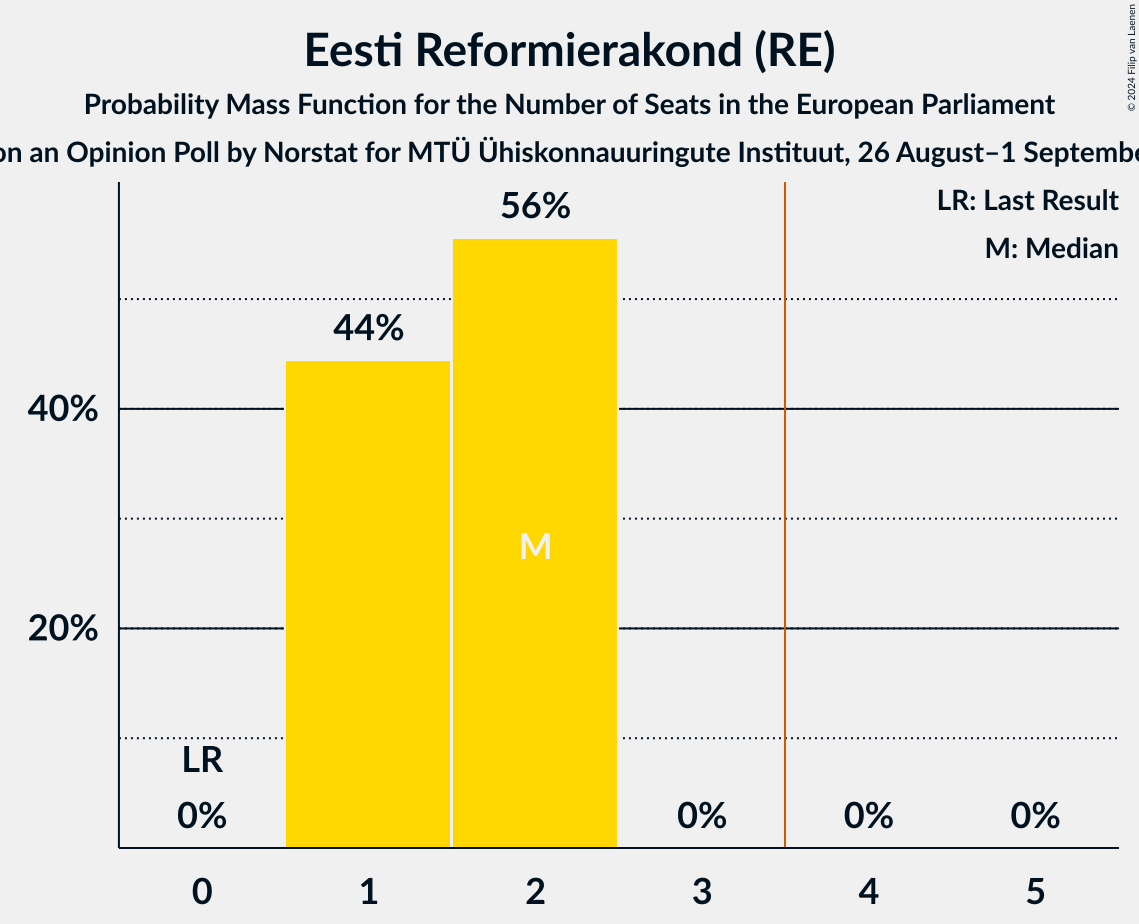 Eesti Reformierakond (RE)
Probability Mass Function for the Number of Seats in the European Parliament
on an Opinion Poll by Norstat for MTÜ Ühiskonnauuringute Instituut, 26 August–1 Septembe
© 2024 Filip van Laenen
LR: Last Result
M: Median
56%
44%
40%
M
20%
LR
0%
0%
0%
0%
0
1
2
3
4
5